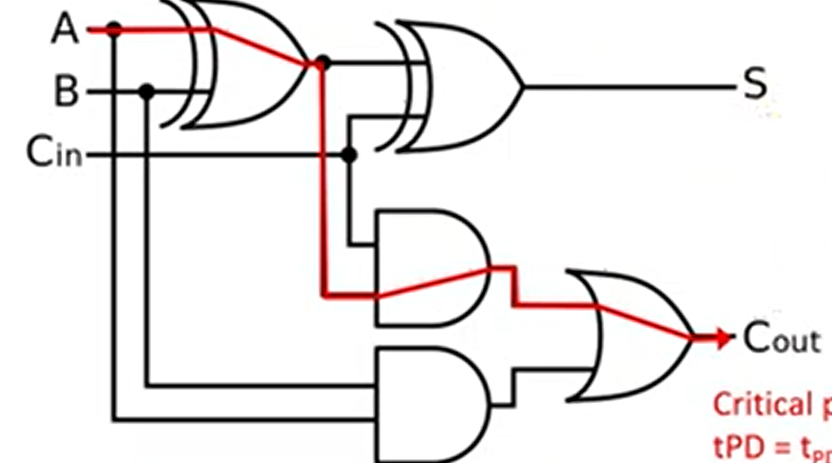 A
B
Cin
S
Cout
Critical
tPD = t